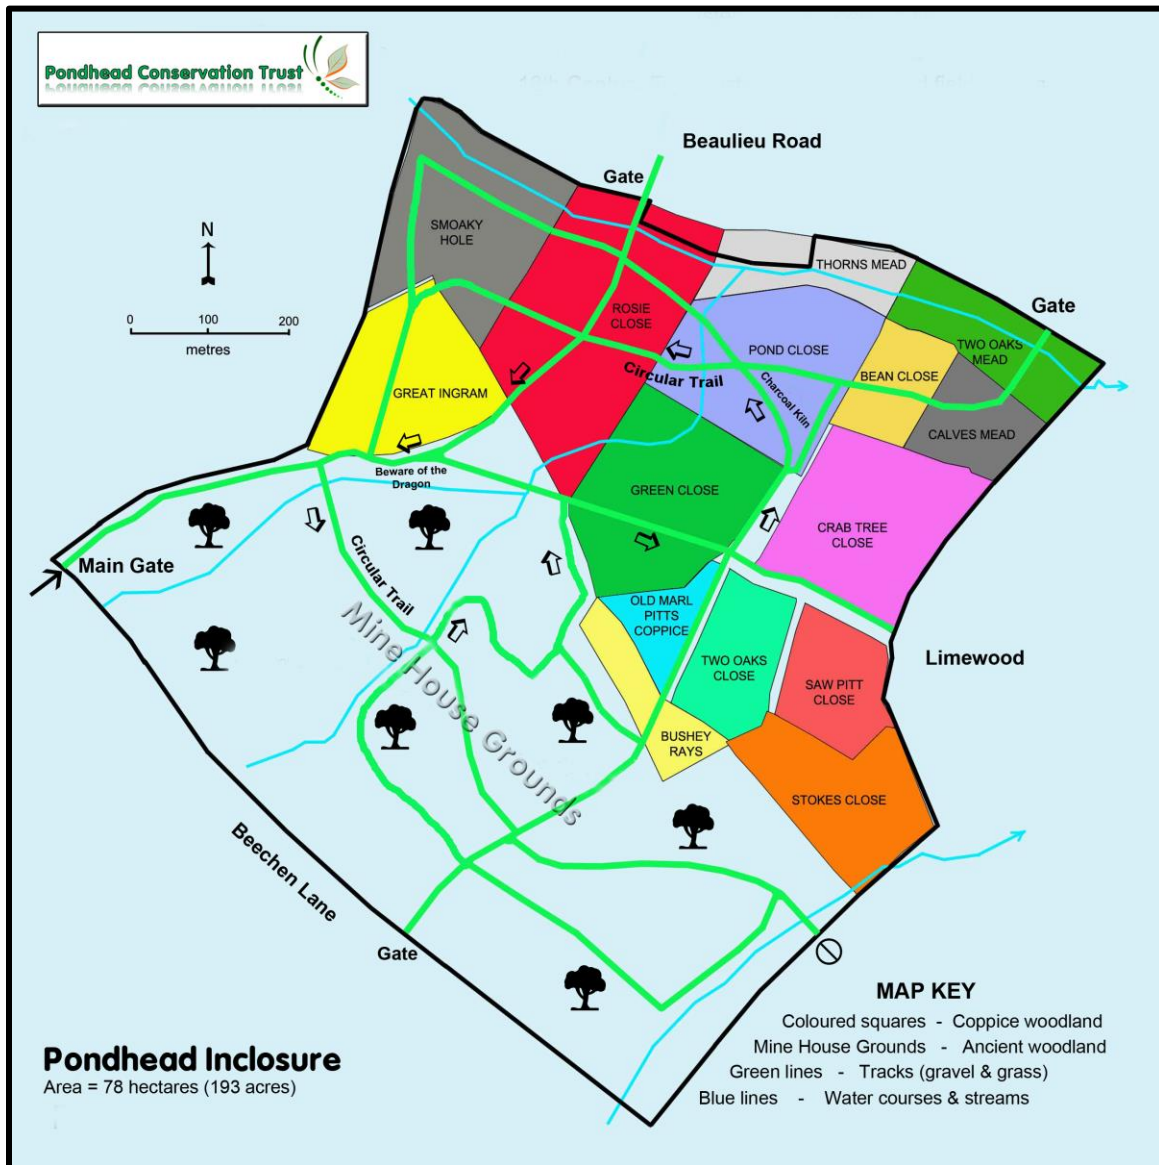 Pondhead Conservation Trust
Beaulieu Road
Gate
SMOAKY
HOLE
N
THORNS MEAD
0 100 200
metres
ROSIE
CLOSE
Gate
POND CLOSE
TWO OAKS
MEAD
BEAN CLOSE
Circular Trail
Charcoal Kiln
GREAT INGRAM
CALVES MEAD
Beware of the
Dragon
GREEN CLOSE
CRAB TREE
CLOSE
Main Gate
Circular Trail
OLD MARL
PITTS
COPPICE
Mine House Grounds
TWO OAKS
CLOSE
Limewood
SAW PITT
CLOSE
BUSHEY
RAYS
STOKES CLOSE
Beechen Lane
Gate
MAP KEY
Coloured squares - Coppice woodland
Mine House Grounds - Ancient woodland
Green lines - Tracks (gravel & grass)
Blue lines - Water courses & streams
Pondhead Inclosure
Area = 78 hectares (193 acres)